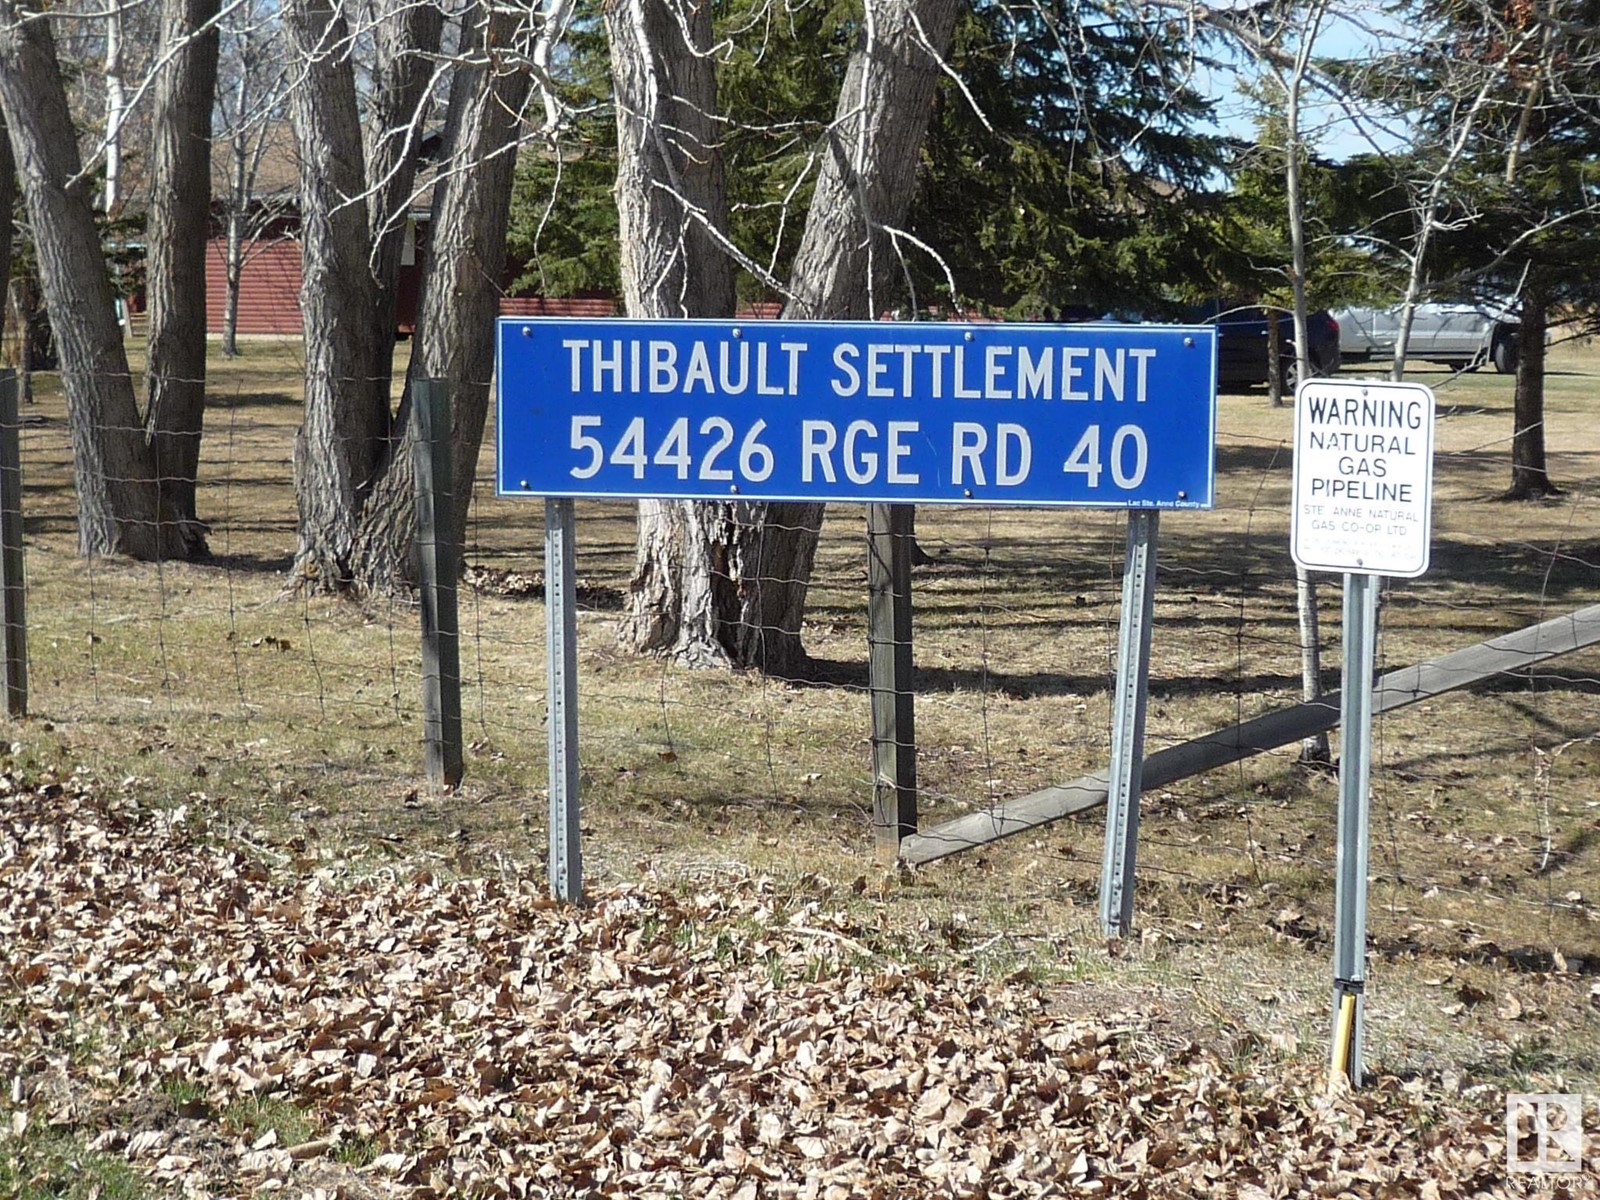 THIBAULT SETTLEMENT
54426 RGE RD 40
Lac Ste. Anne County
WARNING
NATURAL
GAS
PIPELINE
STE. ANNE NATURAL
GAS CO-OP LTD
REALTOR